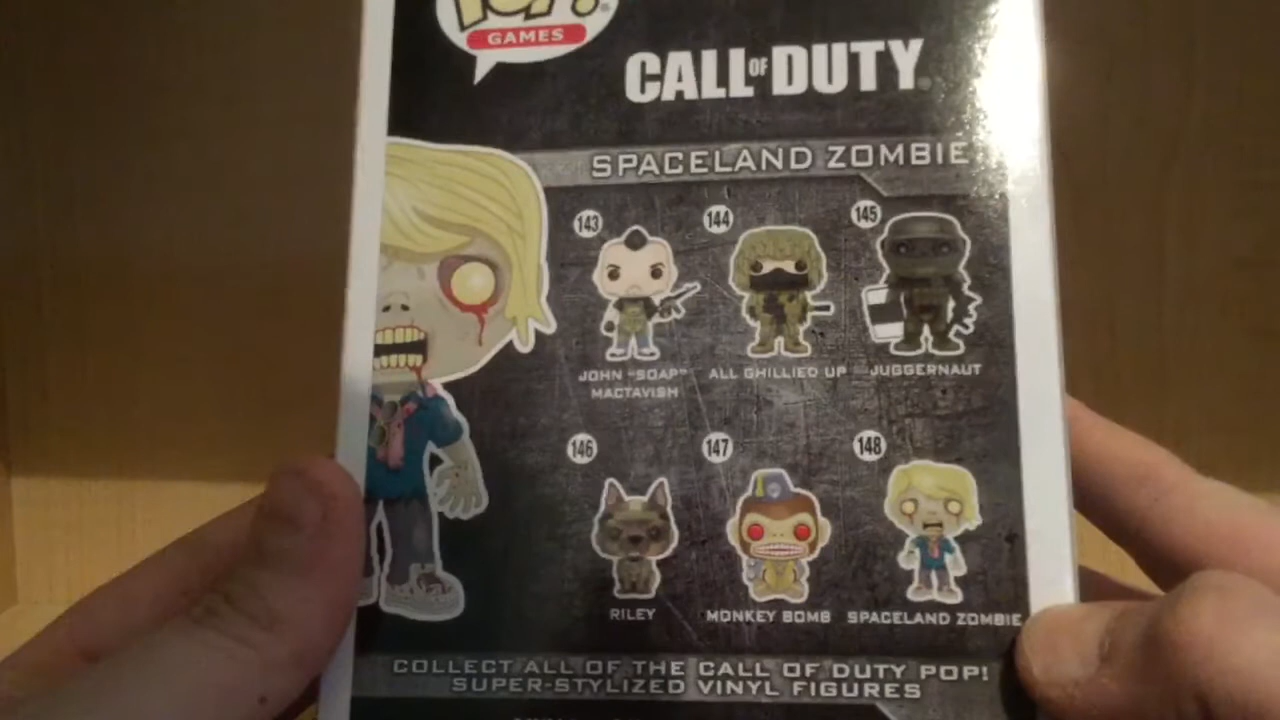 POP!
GAMES
CALL OF DUTY
SPACELAND ZOMBIE
143
144
145
JOHN "SOAP"
MACTAVISH
ALL GHILLIED UP
JUGGERNAUT
146
147
148
RILEY
MONKEY BOMB
SPACELAND ZOMBIE
COLLECT ALL OF THE CALL OF DUTY POP!
SUPER-STYLIZED VINYL FIGURES